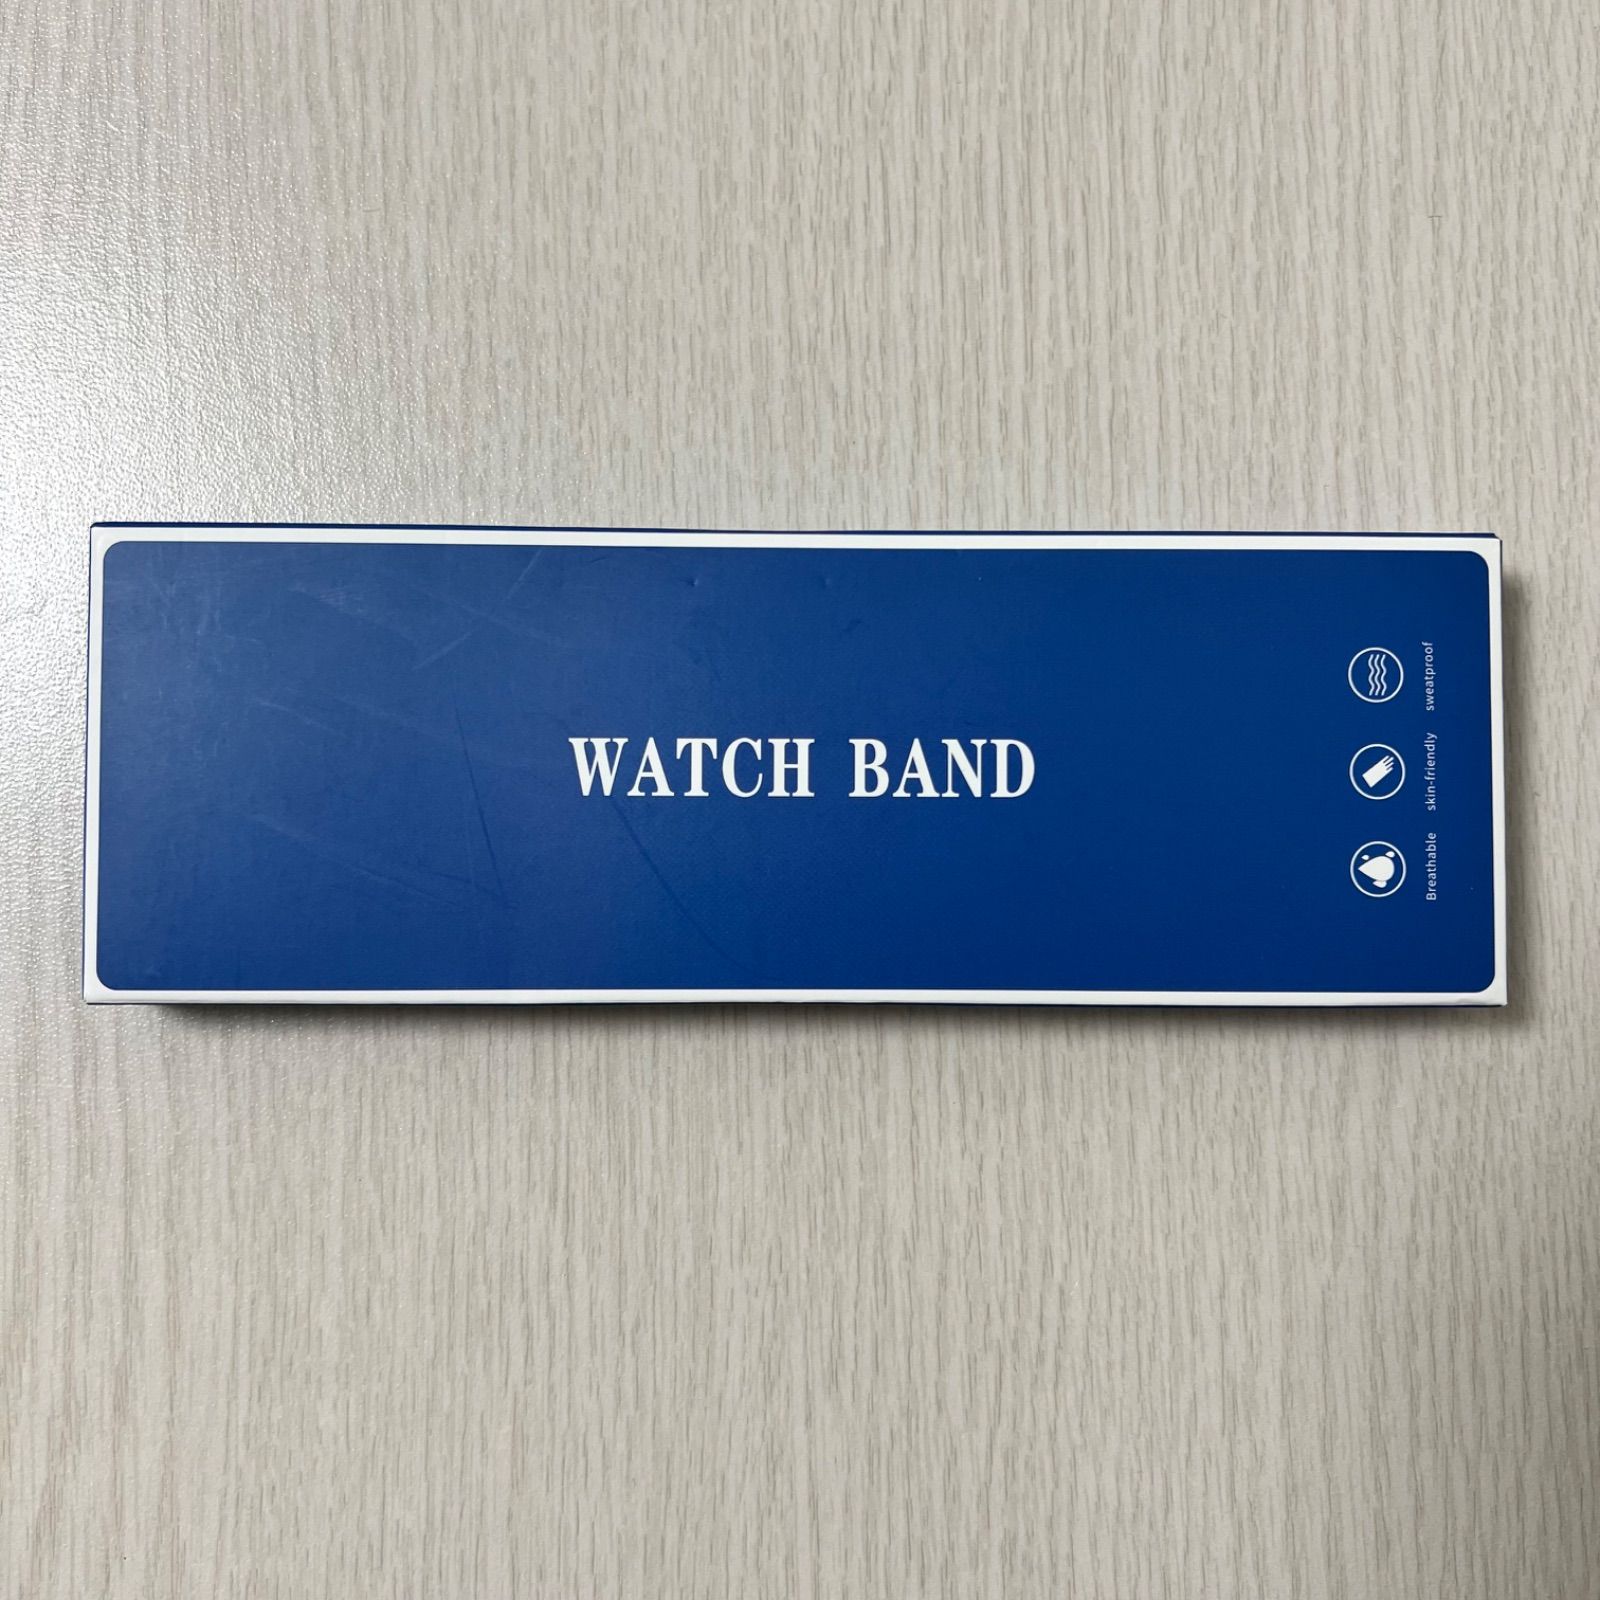 WATCH BAND
Breathable
skin-friendly
sweatproof